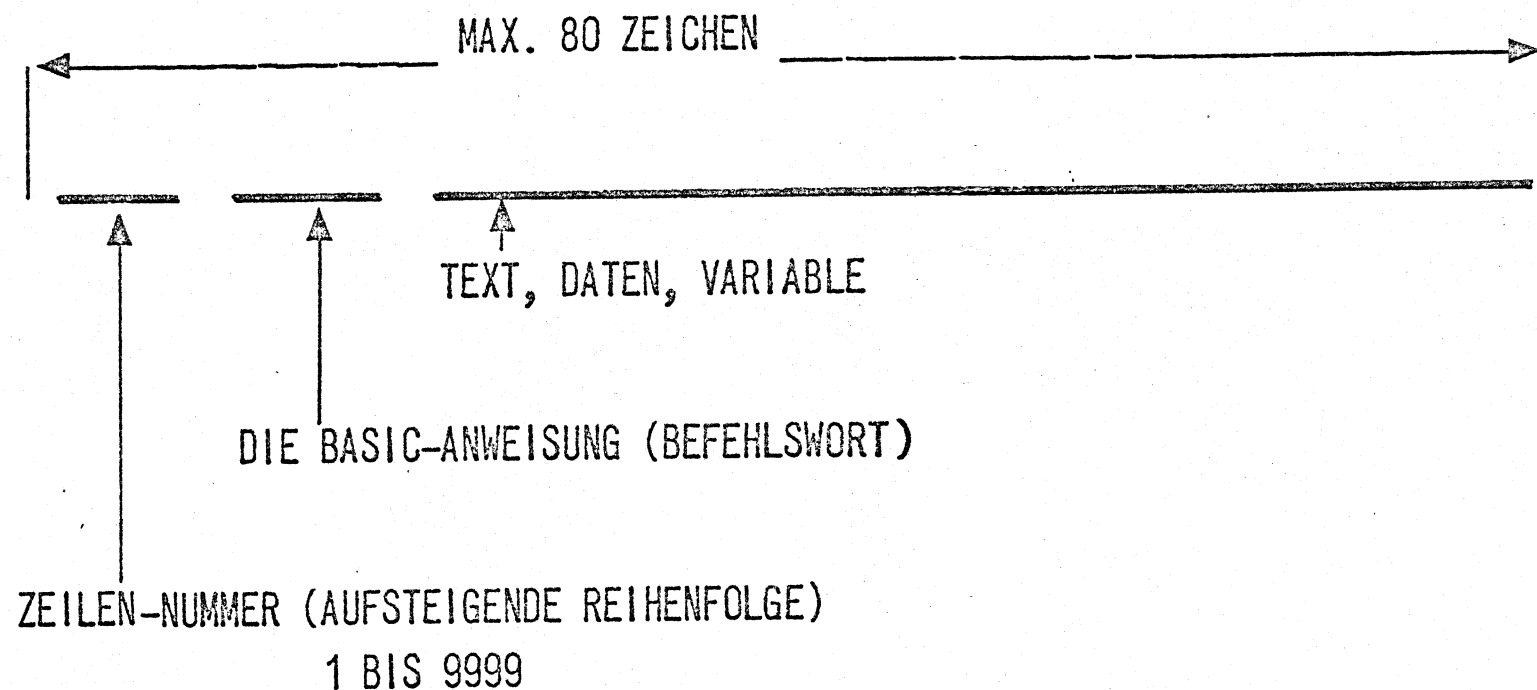 MAX. 80 ZEICHEN
TEXT, DATEN, VARIABLE
DIE BASIC-ANWEISUNG (BEFEHLSWORT)
ZEILEN-NUMMER (AUFSTEIGENDE REIHENFOLGE)
1 BIS 9999